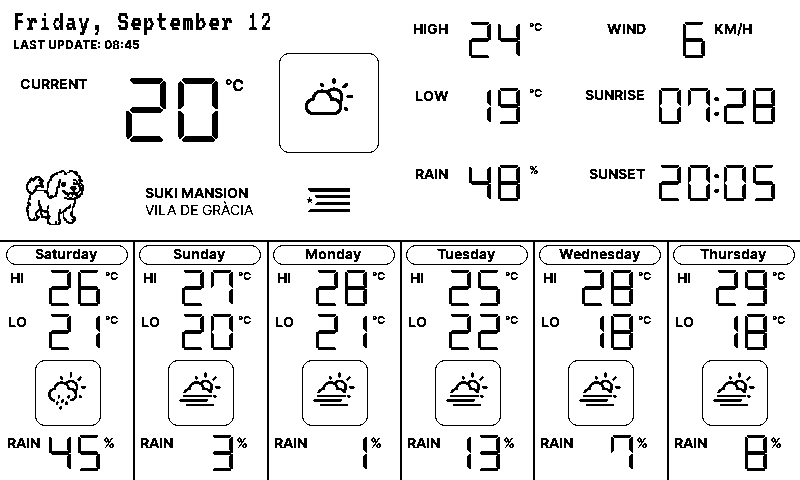 Friday, September 12
LAST UPDATE: 08:45
CURRENT 20 °C
SUKI MANSION
VILA DE GRÀCIA
HIGH 24 °C
LOW 19 °C
RAIN 48 %
WIND 6 KM/H
SUNRISE 07:28
SUNSET 20:05
Saturday
HI 26 °C
LO 21 °C
RAIN 45 %
Sunday
HI 27 °C
LO 20 °C
RAIN 3 %
Monday
HI 28 °C
LO 21 °C
RAIN 1 %
Tuesday
HI 25 °C
LO 22 °C
RAIN 13 %
Wednesday
HI 28 °C
LO 18 °C
RAIN 7 %
Thursday
HI 29 °C
LO 18 °C
RAIN 8 %